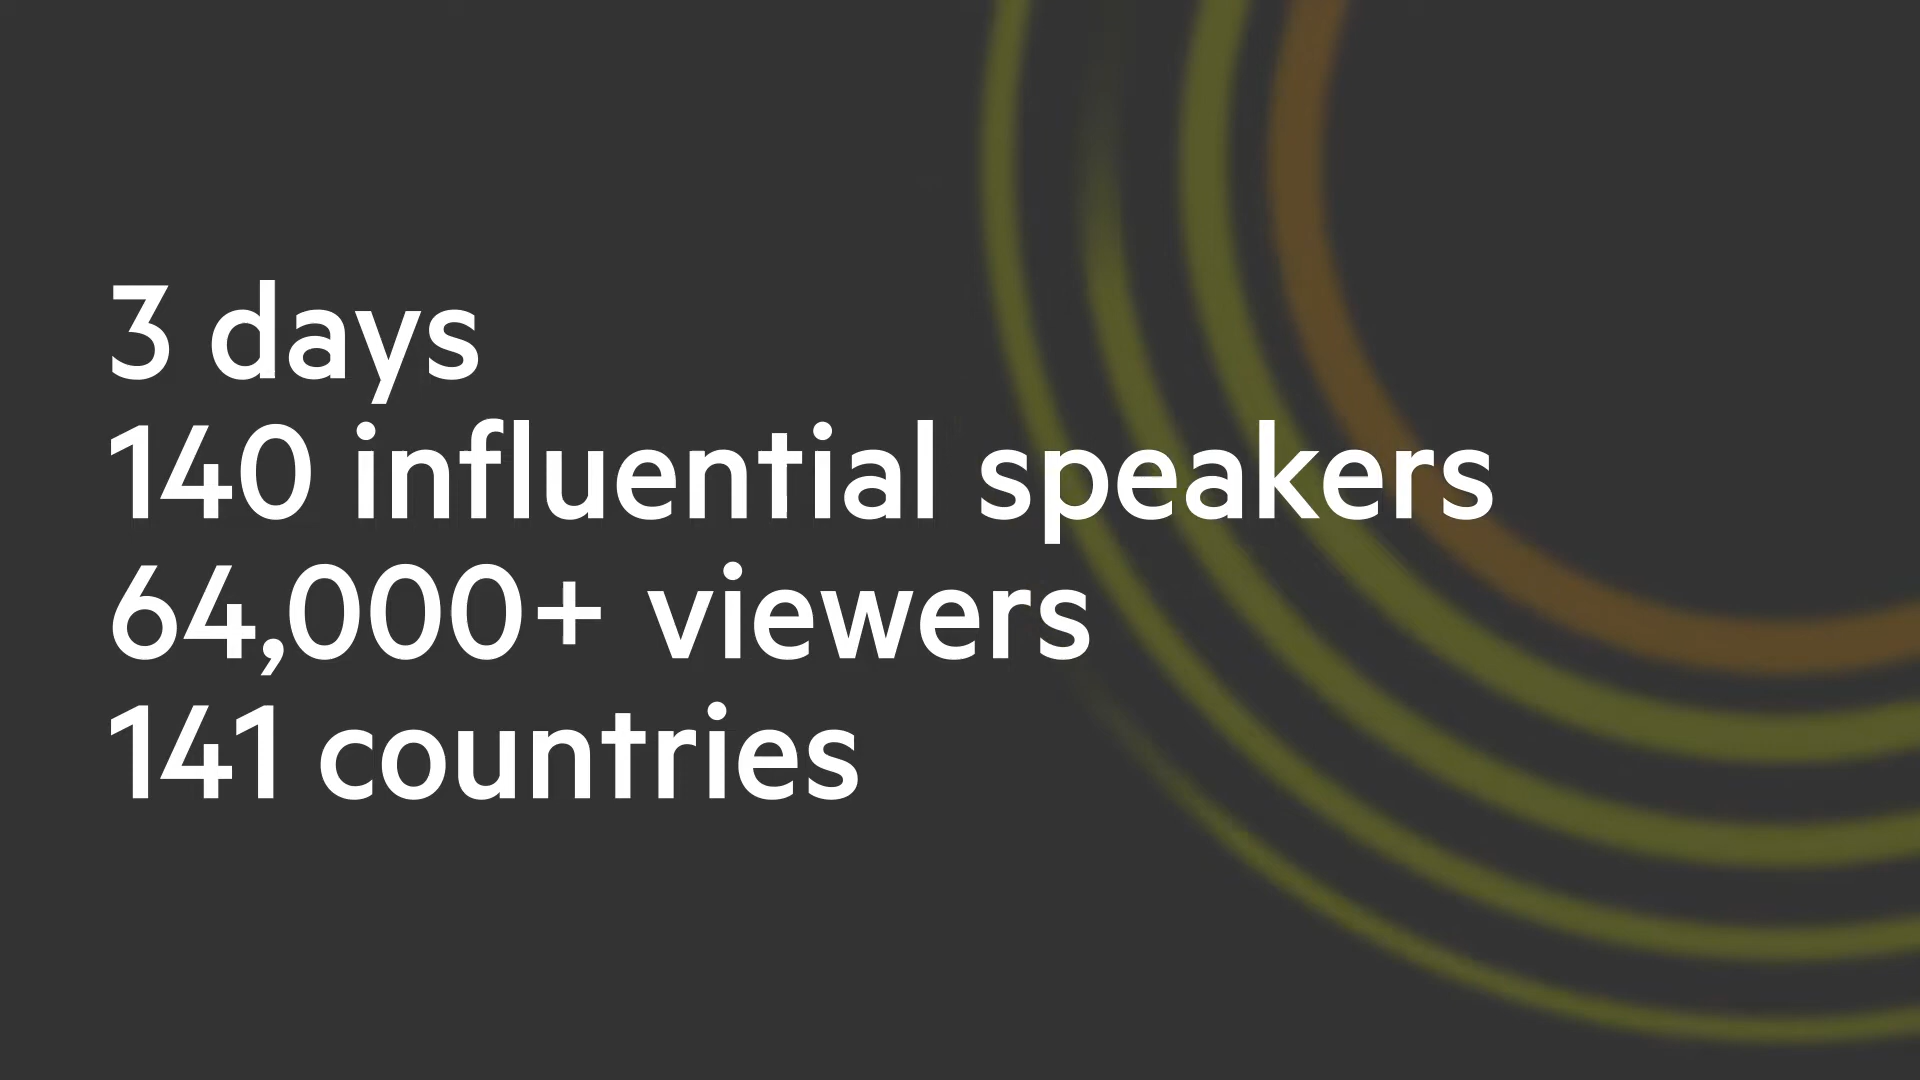 3 days
140 influential speakers
64,000+ viewers
141 countries